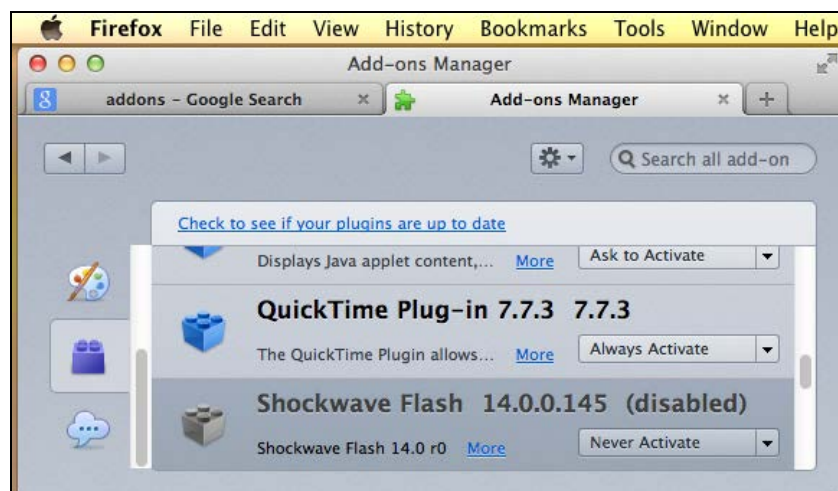 Firefox File Edit View History Bookmarks Tools Window Help
Add-ons Manager
8 addons - Google Search Add-ons Manager
Search all add-on
Check to see if your plugins are up to date
Displays Java applet content,... More Ask to Activate
QuickTime Plug-in 7.7.3 7.7.3
The QuickTime Plugin allows... More Always Activate
Shockwave Flash 14.0.0.145 (disabled)
Shockwave Flash 14.0 r0 More Never Activate